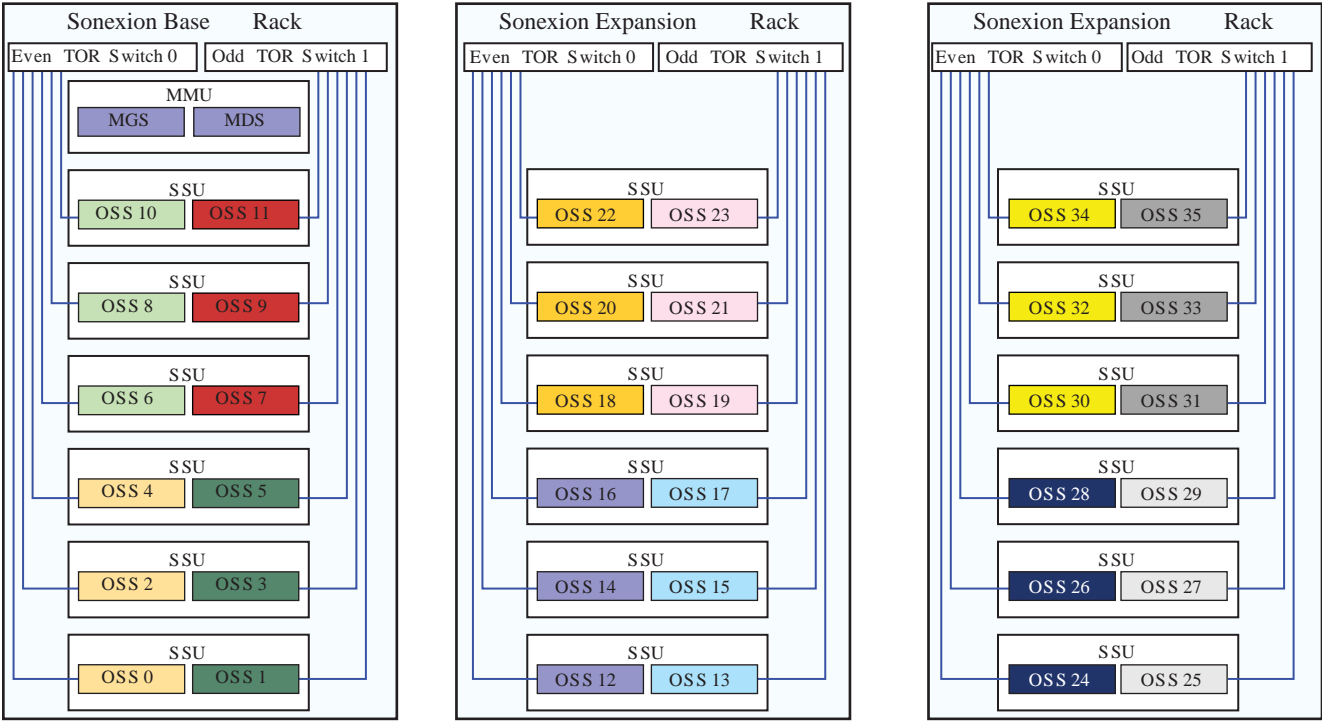 Sonexion Base Rack
Even TOR Switch 0 Odd TOR Switch 1
MMU
MGS MDS
SSU
OSS 10 OSS 11
SSU
OSS 8 OSS 9
SSU
OSS 6 OSS 7
SSU
OSS 4 OSS 5
SSU
OSS 2 OSS 3
SSU
OSS 0 OSS 1
Sonexion Expansion Rack
Even TOR Switch 0 Odd TOR Switch 1
SSU
OSS 22 OSS 23
SSU
OSS 20 OSS 21
SSU
OSS 18 OSS 19
SSU
OSS 16 OSS 17
SSU
OSS 14 OSS 15
SSU
OSS 12 OSS 13
Sonexion Expansion Rack
Even TOR Switch 0 Odd TOR Switch 1
SSU
OSS 34 OSS 35
SSU
OSS 32 OSS 33
SSU
OSS 30 OSS 31
SSU
OSS 28 OSS 29
SSU
OSS 26 OSS 27
SSU
OSS 24 OSS 25